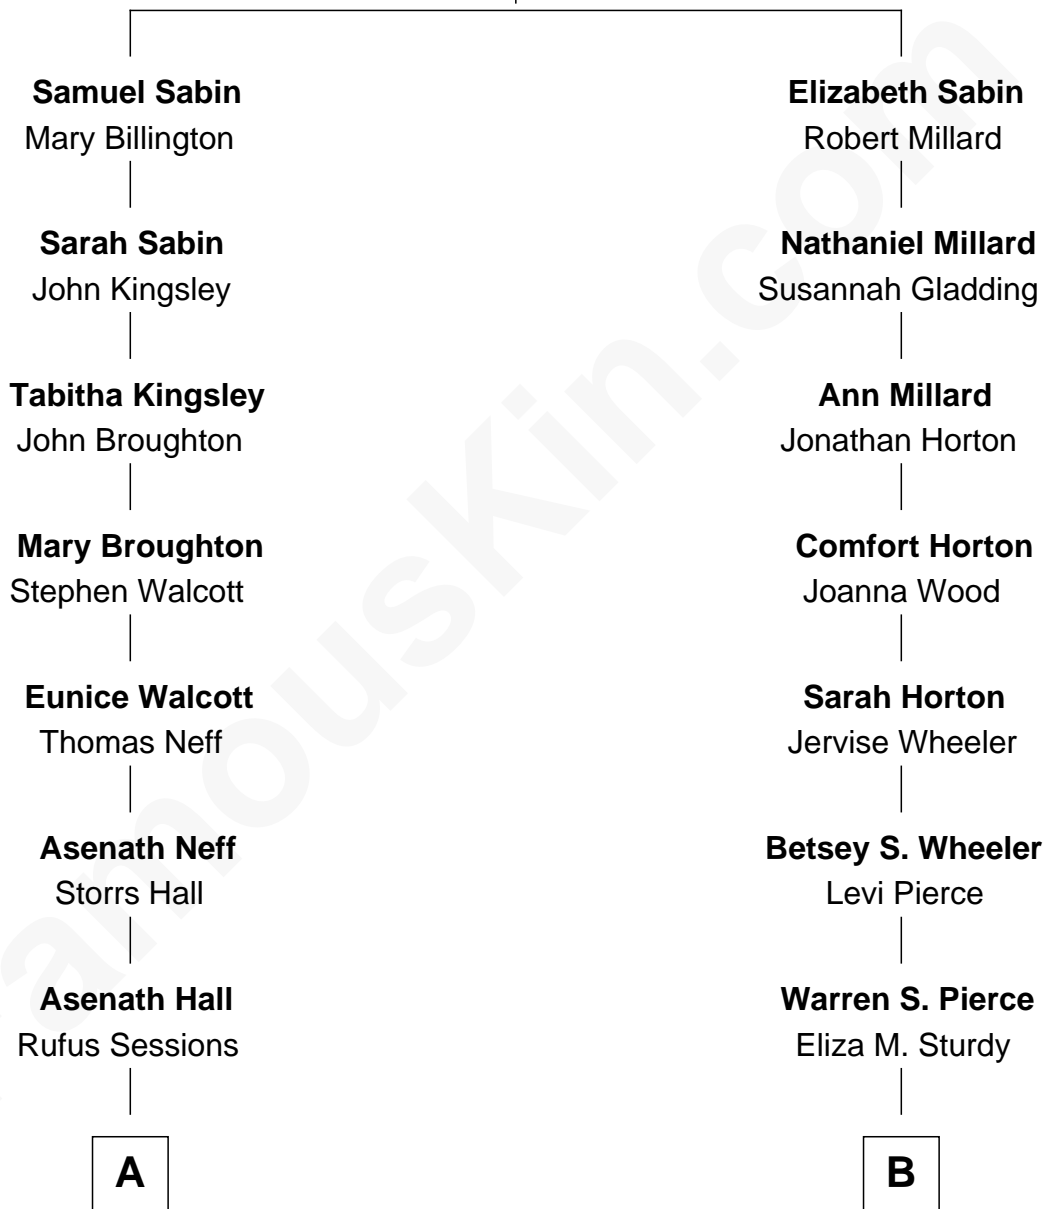 Samuel Sabin
Mary Billington
Sarah Sabin
John Kingsley
Tabitha Kingsley
John Broughton
Mary Broughton
Stephen Walcott
Eunice Walcott
Thomas Neff
Asenath Neff
Storrs Hall
Asenath Hall
Rufus Sessions
A
Elizabeth Sabin
Robert Millard
Nathaniel Millard
Susannah Gladding
Ann Millard
Jonathan Horton
Comfort Horton
Joanna Wood
Sarah Horton
Jervise Wheeler
Betsey S. Wheeler
Levi Pierce
Warren S. Pierce
Eliza M. Sturdy
B
amouskin.com